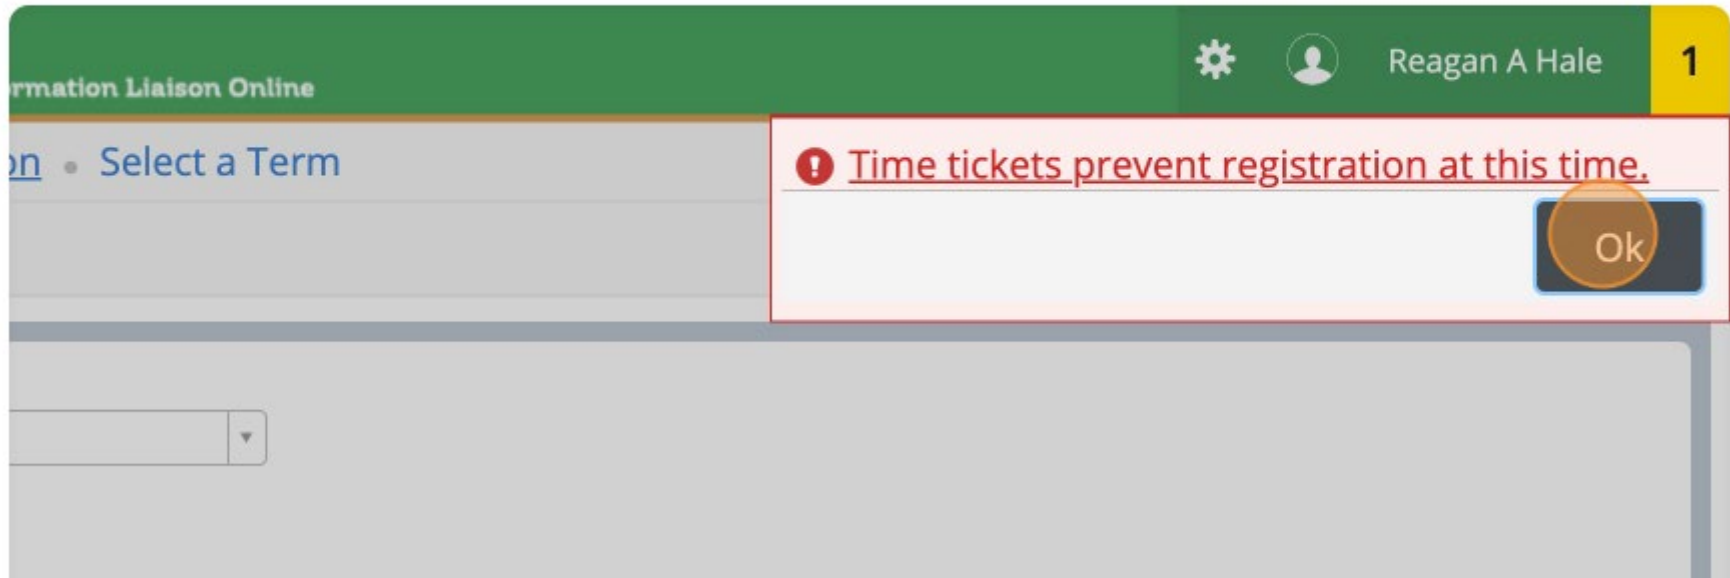 Reagan A Hale 1
rmation Liaison Online
on • Select a Term
Time tickets prevent registration at this time.
Ok